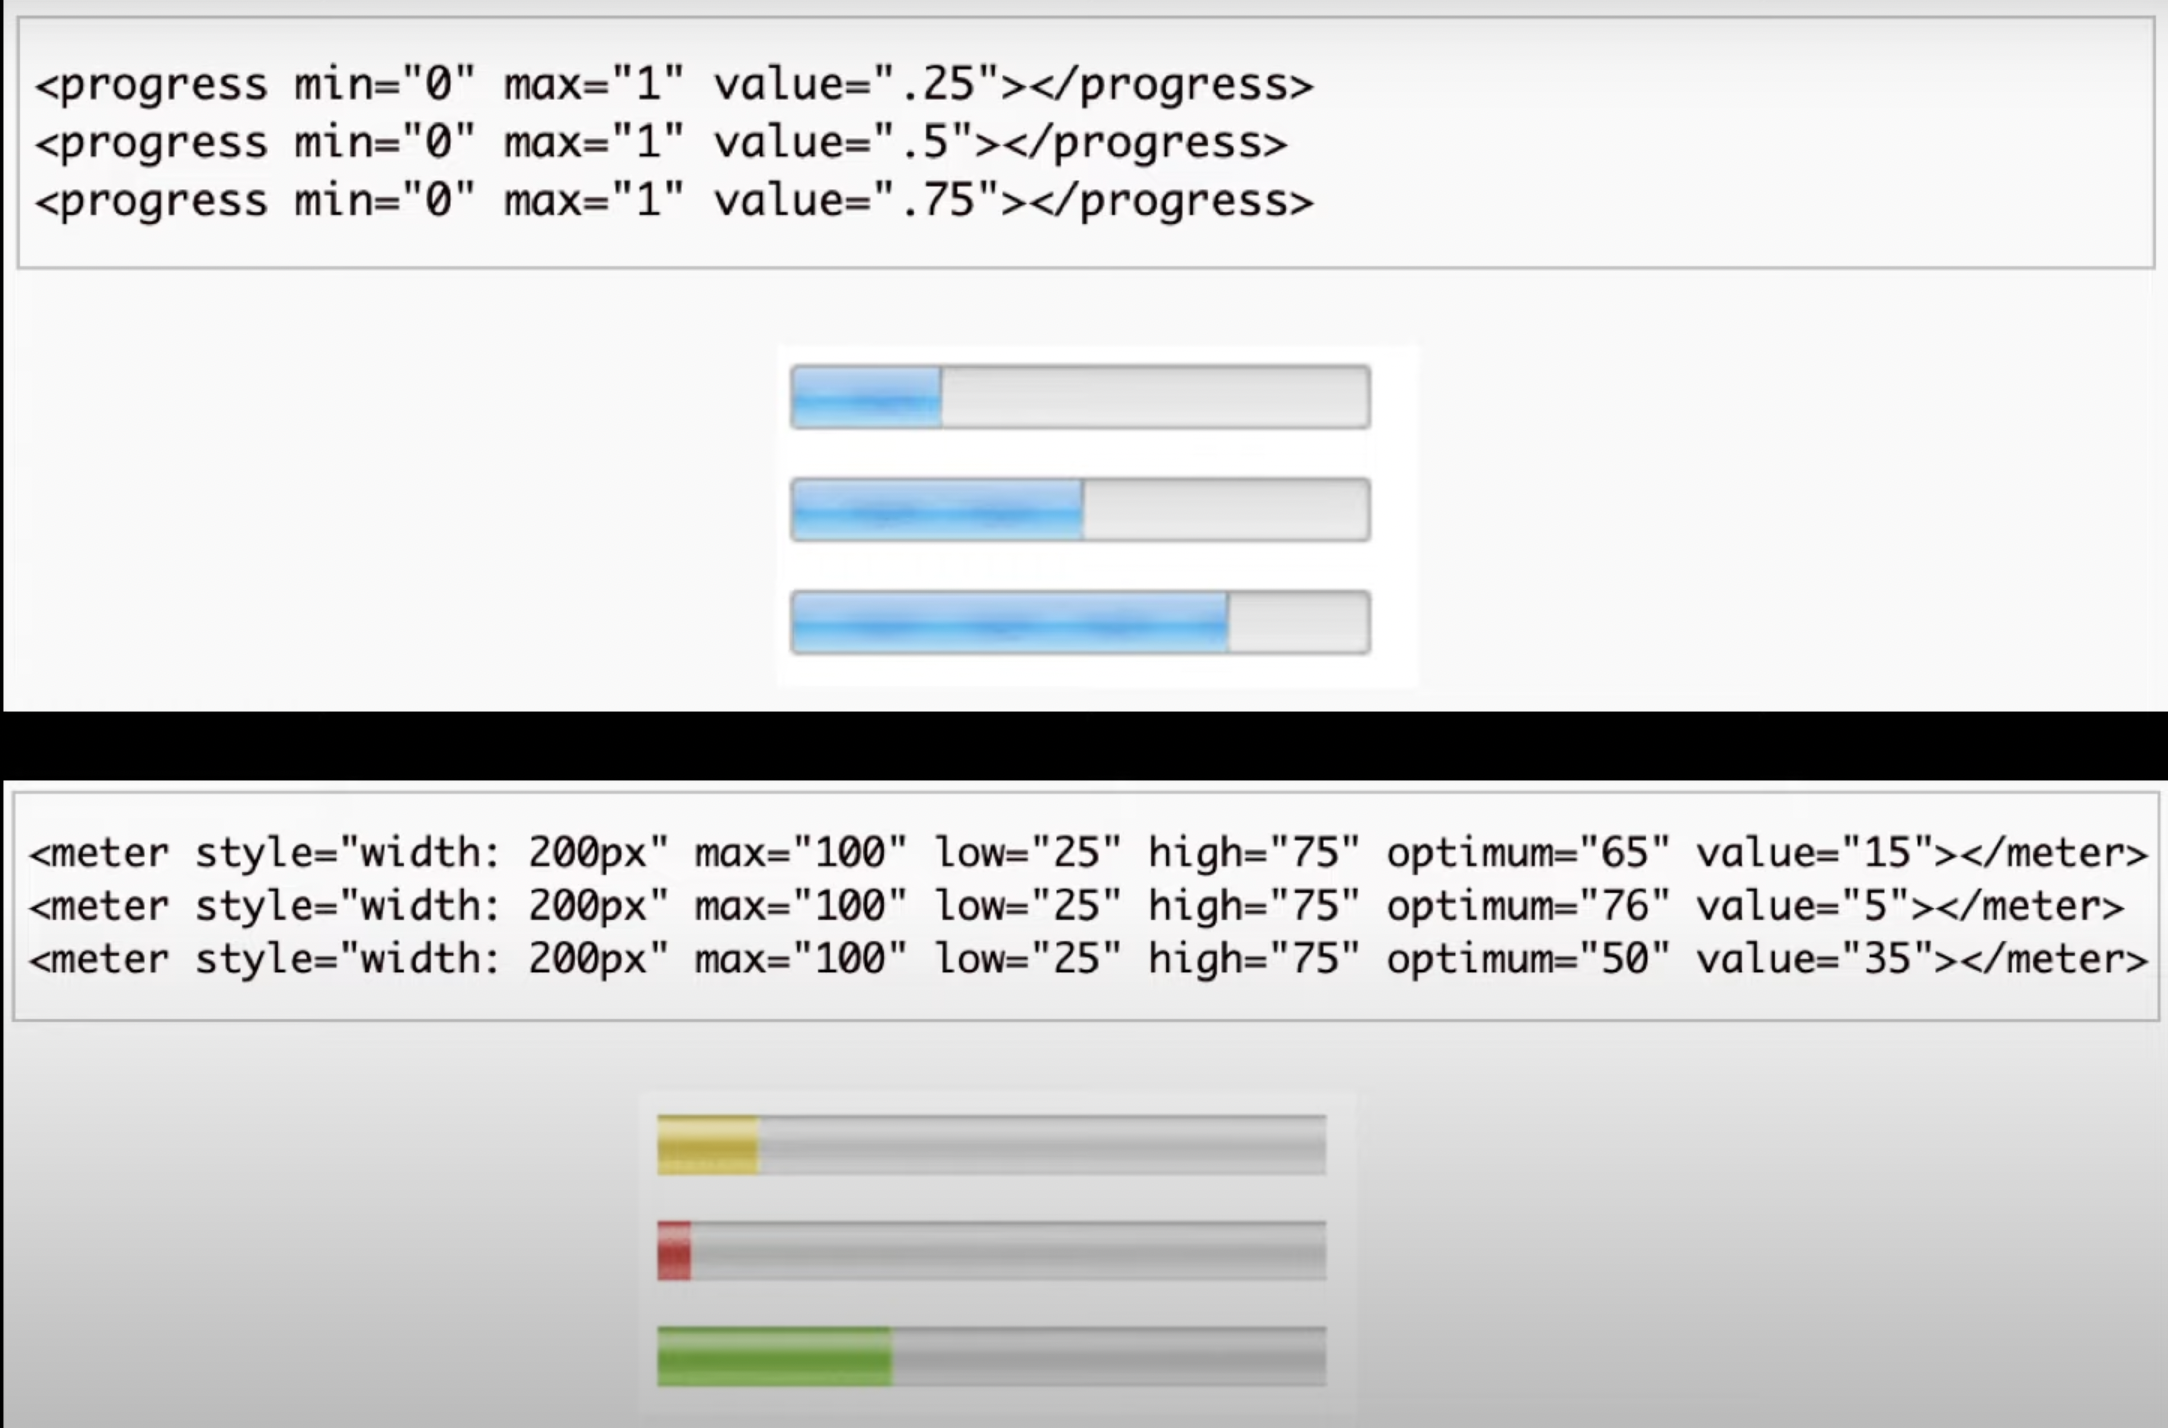 <progress min="0" max="1" value=".25"></progress>
<progress min="0" max="1" value=".5"></progress>
<progress min="0" max="1" value=".75"></progress>
<meter style="width: 200px" max="100" low="25" high="75" optimum="65" value="15"></meter>
<meter style="width: 200px" max="100" low="25" high="75" optimum="76" value="5"></meter>
<meter style="width: 200px" max="100" low="25" high="75" optimum="50" value="35"></meter>